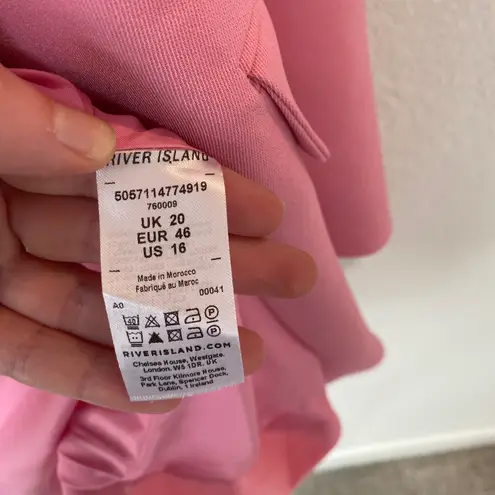 RIVER ISLAND
5057114774919
760009
UK 20
EUR 46
US 16
Made in Morocco
Fabriqué au Maroc
00041
A0
40
RIVERISLAND.COM
Chelsea House, Westgate,
London. W5 1DR. UK
3rd Floor Kilmore House,
Park Lane, Spencer Dock,
Dublin, 1 Ireland